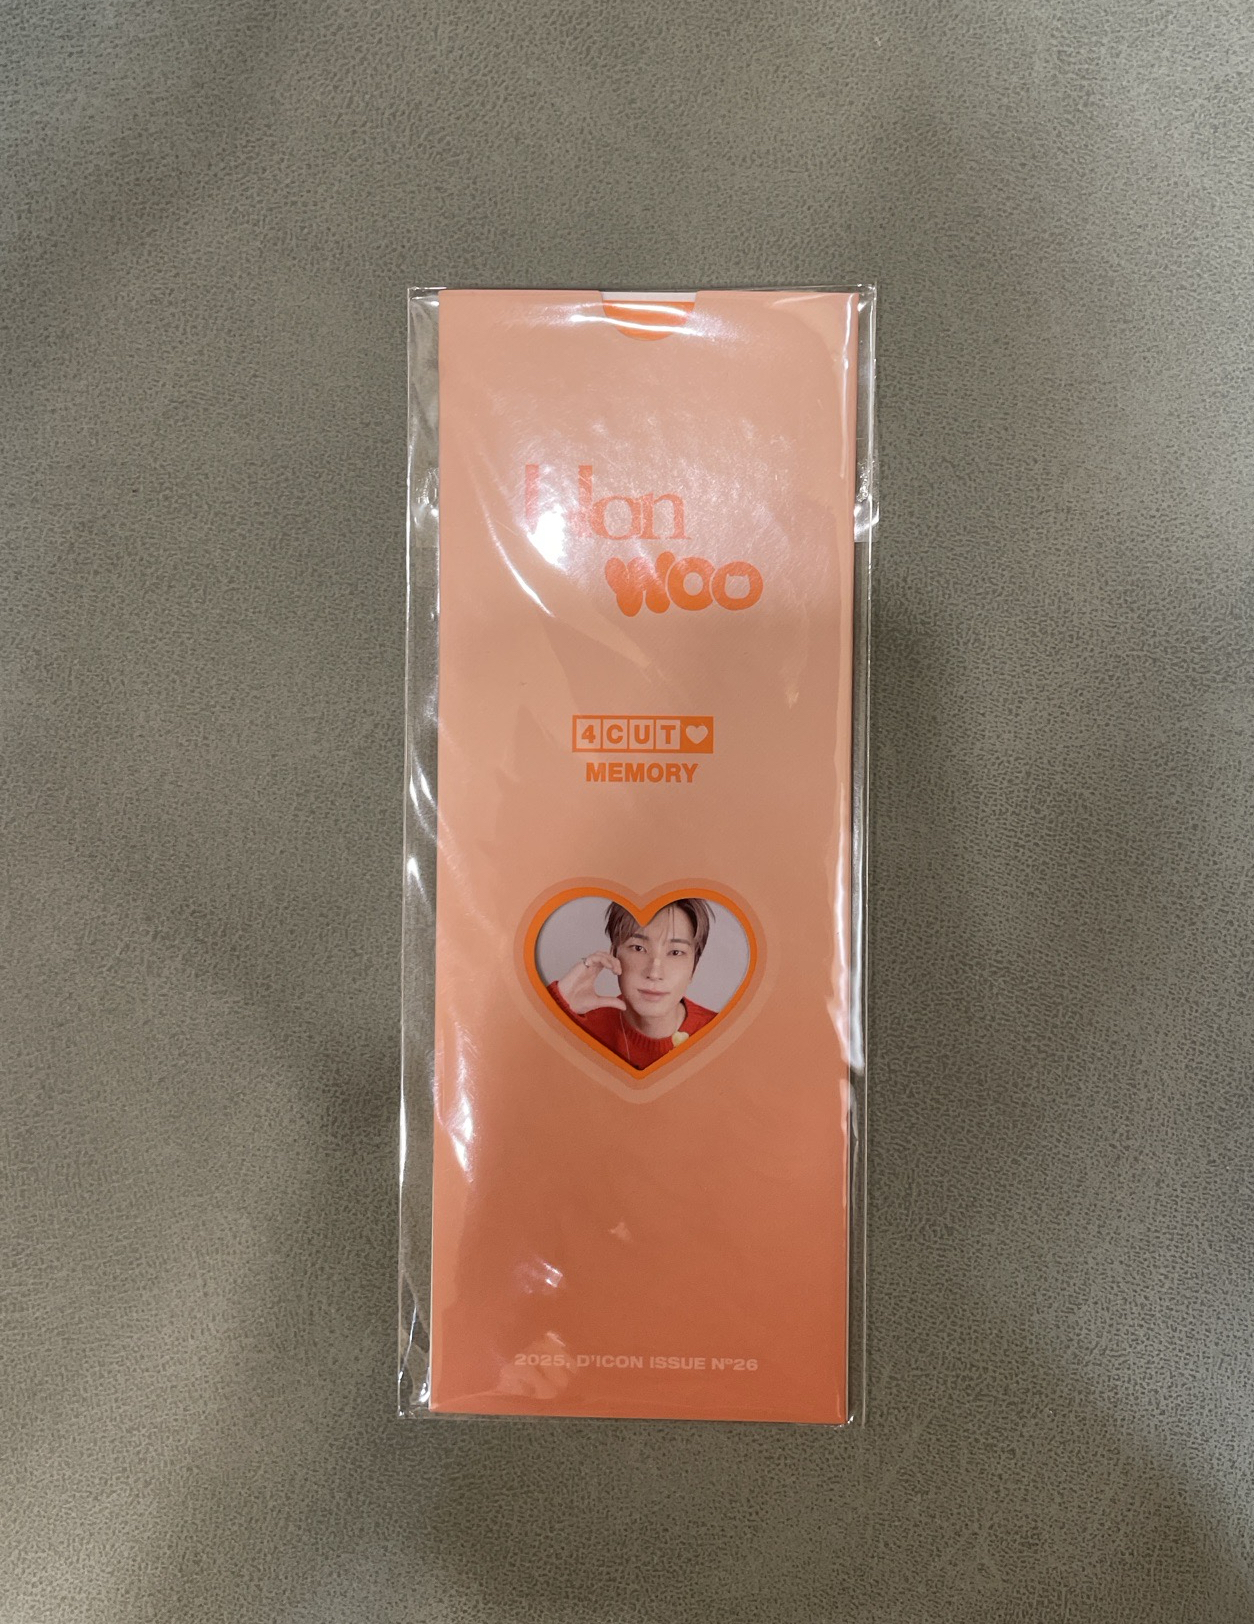 Won
WOO
4CUT♥
MEMORY
2025, D'ICON ISSUE Nº26